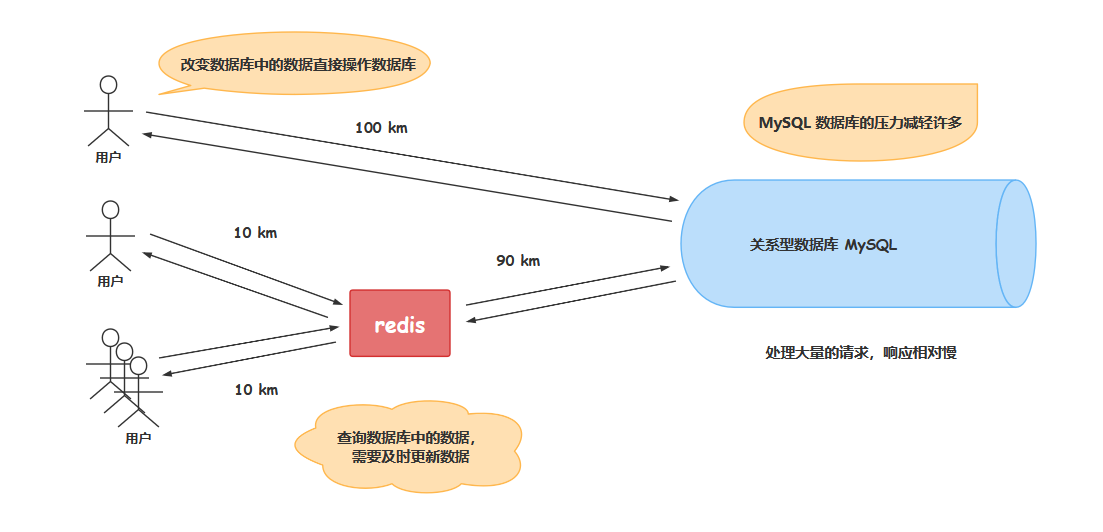 改变数据库中的数据直接操作数据库
100 km
MySQL 数据库的压力减轻许多
用户
10 km
90 km
关系型数据库 MySQL
用户
redis
处理大量的请求，响应相对慢
10 km
用户
查询数据库中的数据，
需要及时更新数据